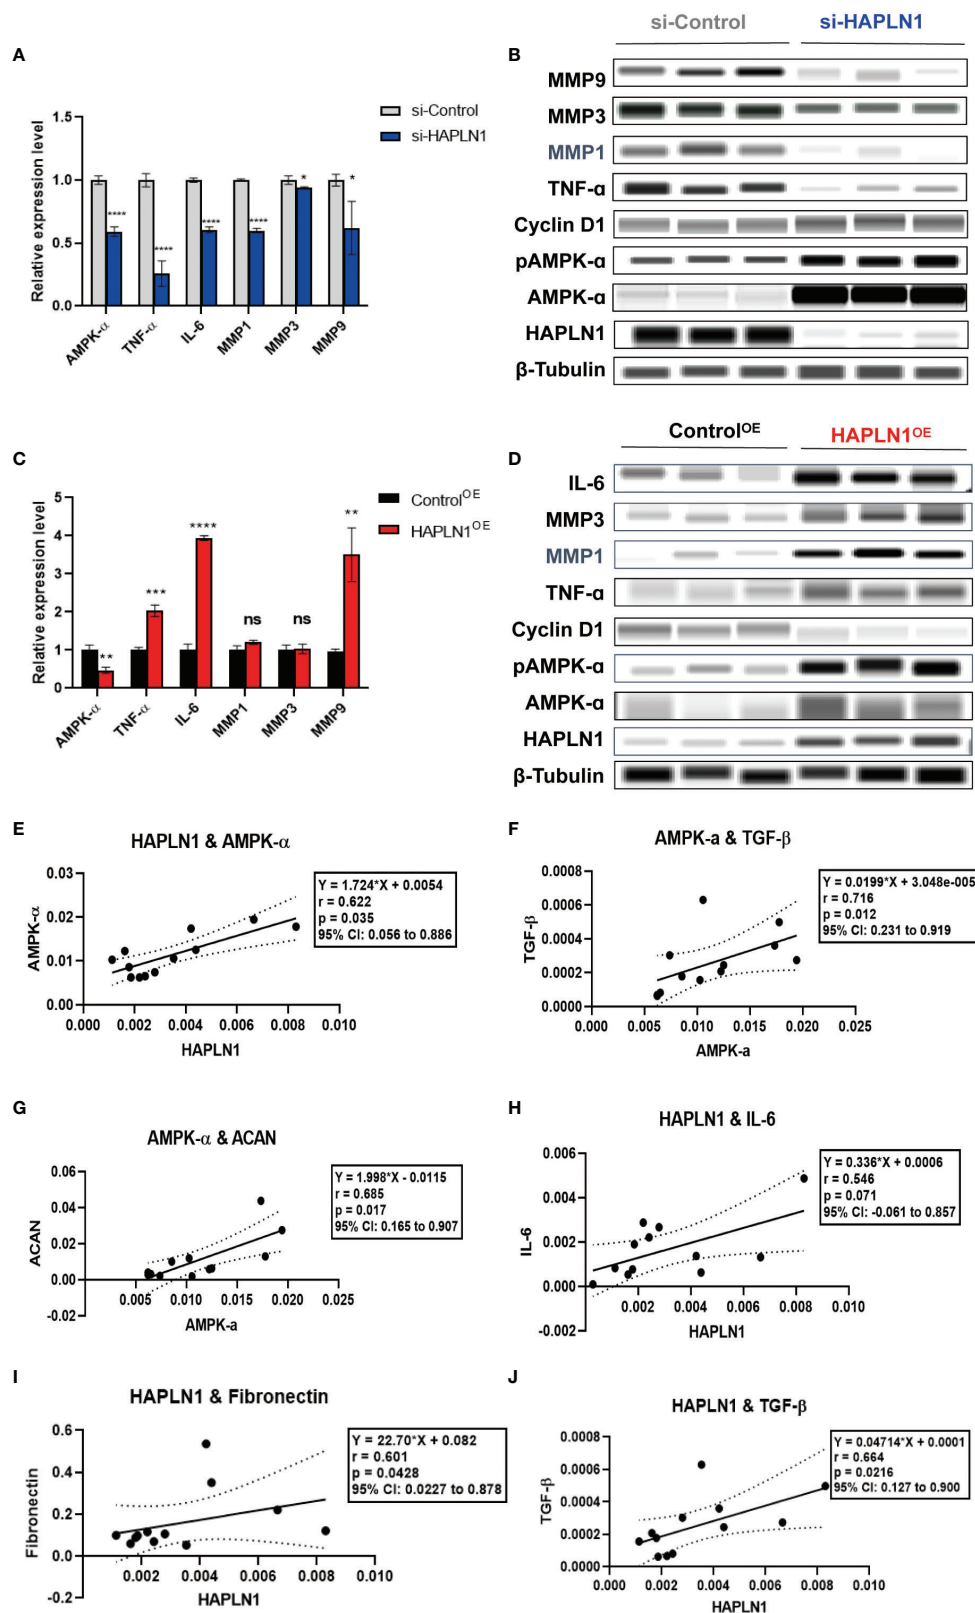 A
si-Control
si-HAPLN1
Relative expression level
1.5
1.0
0.5
0.0
****
****
****
****
*
*
AMPK-α
TNF-α
IL-6
MMP1
MMP3
MMP9
B
si-Control
si-HAPLN1
MMP9
MMP3
MMP1
TNF-α
Cyclin D1
pAMPK-α
AMPK-α
HAPLN1
β-Tubulin
C
Control^OE
HAPLN1^OE
Relative expression level
5
4
3
2
1
0
**
***
****
ns
ns
**
AMPK-α
TNF-α
IL-6
MMP1
MMP3
MMP9
D
Control^OE
HAPLN1^OE
IL-6
MMP3
MMP1
TNF-α
Cyclin D1
pAMPK-α
AMPK-α
HAPLN1
β-Tubulin
E
HAPLN1 & AMPK-α
Y = 1.724*X + 0.0054
r = 0.622
p = 0.035
95% CI: 0.056 to 0.886
AMPK-α
0.03
0.02
0.01
0.00
0.000 0.002 0.004 0.006 0.008 0.010
HAPLN1
F
AMPK-a & TGF-β
Y = 0.0199*X + 3.048e-005
r = 0.716
p = 0.012
95% CI: 0.231 to 0.919
TGF-β
0.0008
0.0006
0.0004
0.0002
0.0000
0.000 0.005 0.010 0.015 0.020 0.025
AMPK-a
G
AMPK-α & ACAN
Y = 1.998*X - 0.0115
r = 0.685
p = 0.017
95% CI: 0.165 to 0.907
ACAN
0.06
0.04
0.02
0.00
-0.02
0.005 0.010 0.015 0.020 0.025
AMPK-a
H
HAPLN1 & IL-6
Y = 0.336*X + 0.0006
r = 0.546
p = 0.071
95% CI: -0.061 to 0.857
IL-6
0.006
0.004
0.002
0.000
-0.002
0.002 0.004 0.006 0.008 0.010
HAPLN1
I
HAPLN1 & Fibronectin
Y = 22.70*X + 0.082
r = 0.601
p = 0.0428
95% CI: 0.0227 to 0.878
Fibronectin
0.6
0.4
0.2
0.0
-0.2
0.002 0.004 0.006 0.008 0.010
HAPLN1
J
HAPLN1 & TGF-β
Y = 0.04714*X + 0.0001
r = 0.664
p = 0.0216
95% CI: 0.127 to 0.900
TGF-β
0.0008
0.0006
0.0004
0.0002
0.0000
0.000 0.002 0.004 0.006 0.008 0.010
HAPLN1